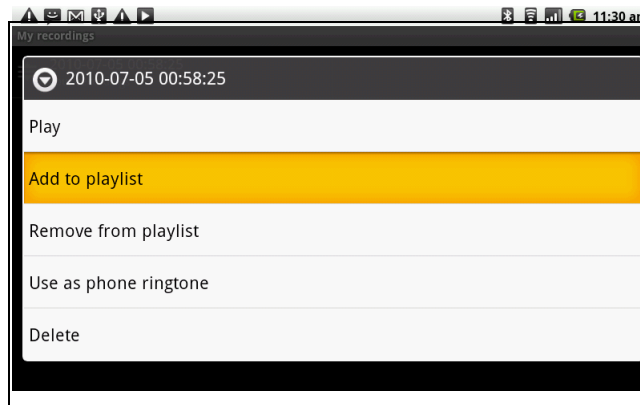 11:30 am
My recordings
2010-07-05 00:58:25
Play
Add to playlist
Remove from playlist
Use as phone ringtone
Delete